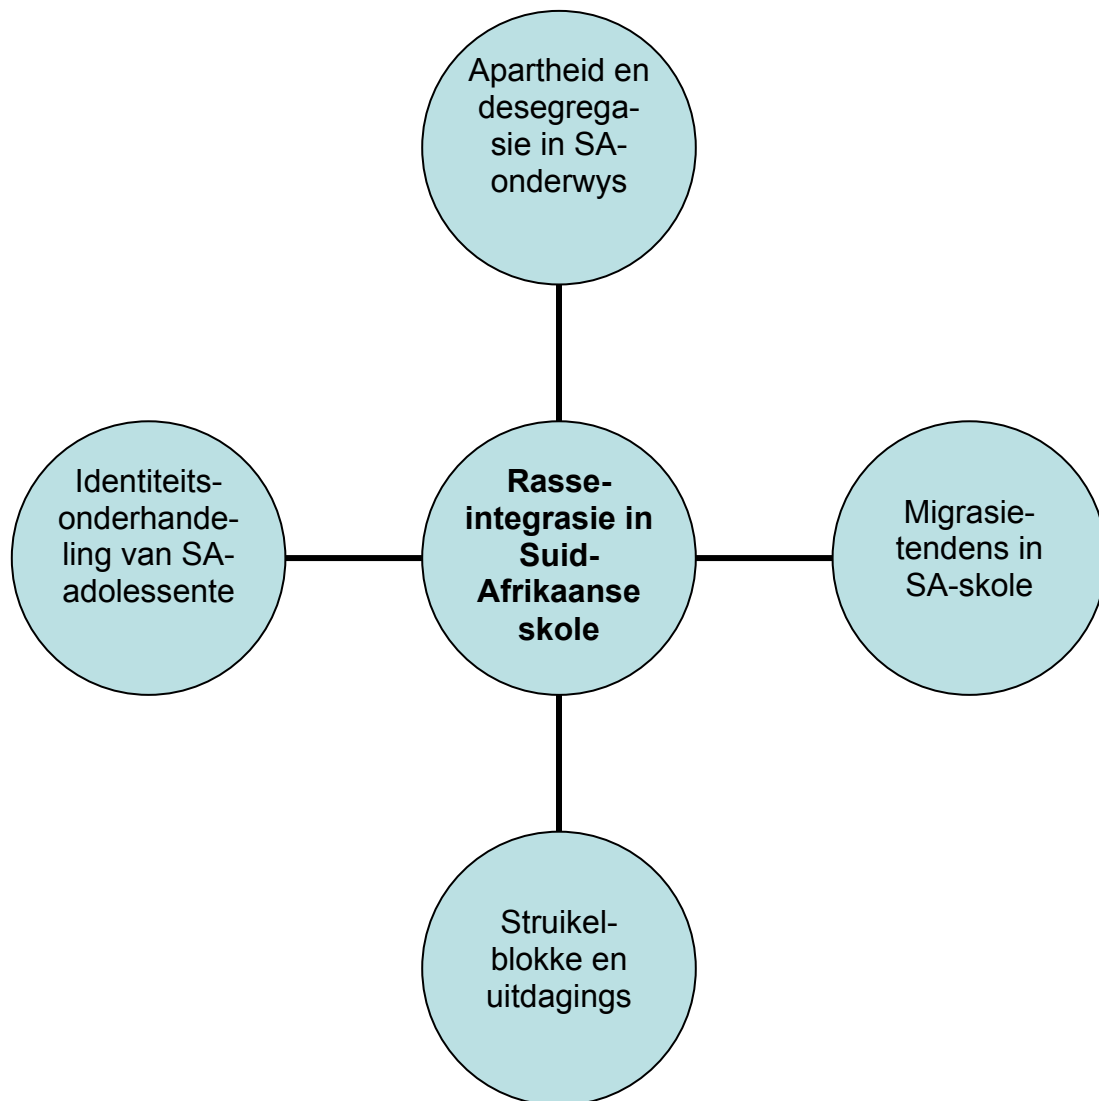 Apartheid en
desegrega-
sie in SA-
onderwys
Identiteits-
onderhande-
ling van SA-
adolessente
Rasse-
integrasie in
Suid-
Afrikaanse
skole
Migrasie-
tendens in
SA-skole
Struikel-
blokke en
uitdagings